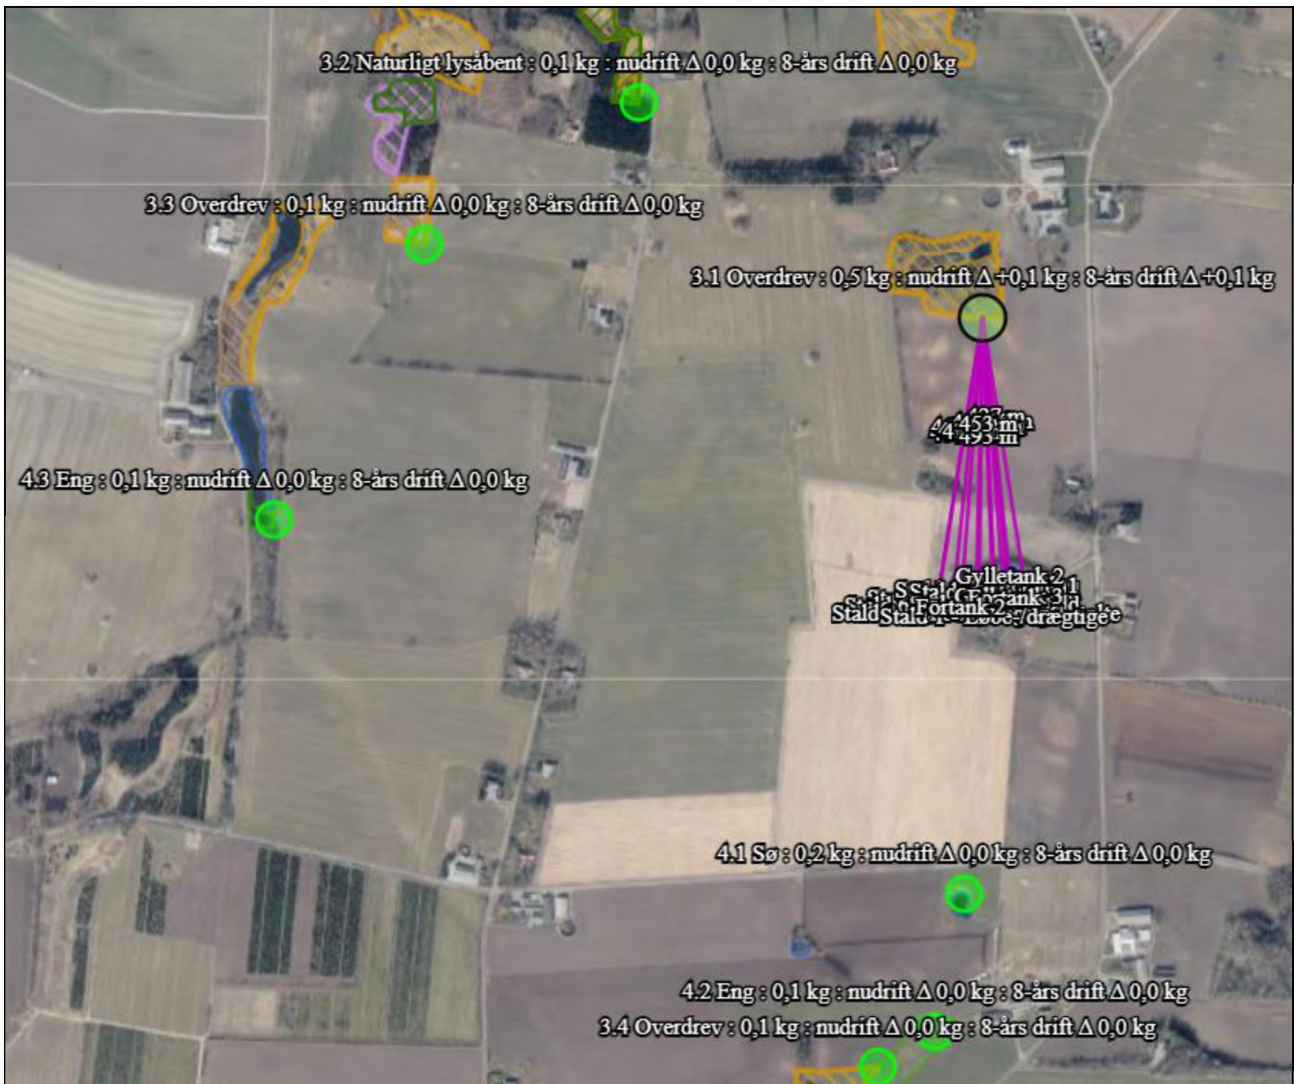 3.2 Naturligt lysåbent : 0,1 kg : nudrift Δ 0,0 kg : 8-års drift Δ 0,0 kg
3.3 Overdrev : 0,1 kg : nudrift Δ 0,0 kg : 8-års drift Δ 0,0 kg
3.1 Overdrev : 0,5 kg : nudrift Δ +0,1 kg : 8-års drift Δ +0,1 kg
453 m
493 m
4.3 Eng : 0,1 kg : nudrift Δ 0,0 kg : 8-års drift Δ 0,0 kg
Gylletank 2
Fortank 2
4.1 Sø : 0,2 kg : nudrift Δ 0,0 kg : 8-års drift Δ 0,0 kg
4.2 Eng : 0,1 kg : nudrift Δ 0,0 kg : 8-års drift Δ 0,0 kg
3.4 Overdrev : 0,1 kg : nudrift Δ 0,0 kg : 8-års drift Δ 0,0 kg